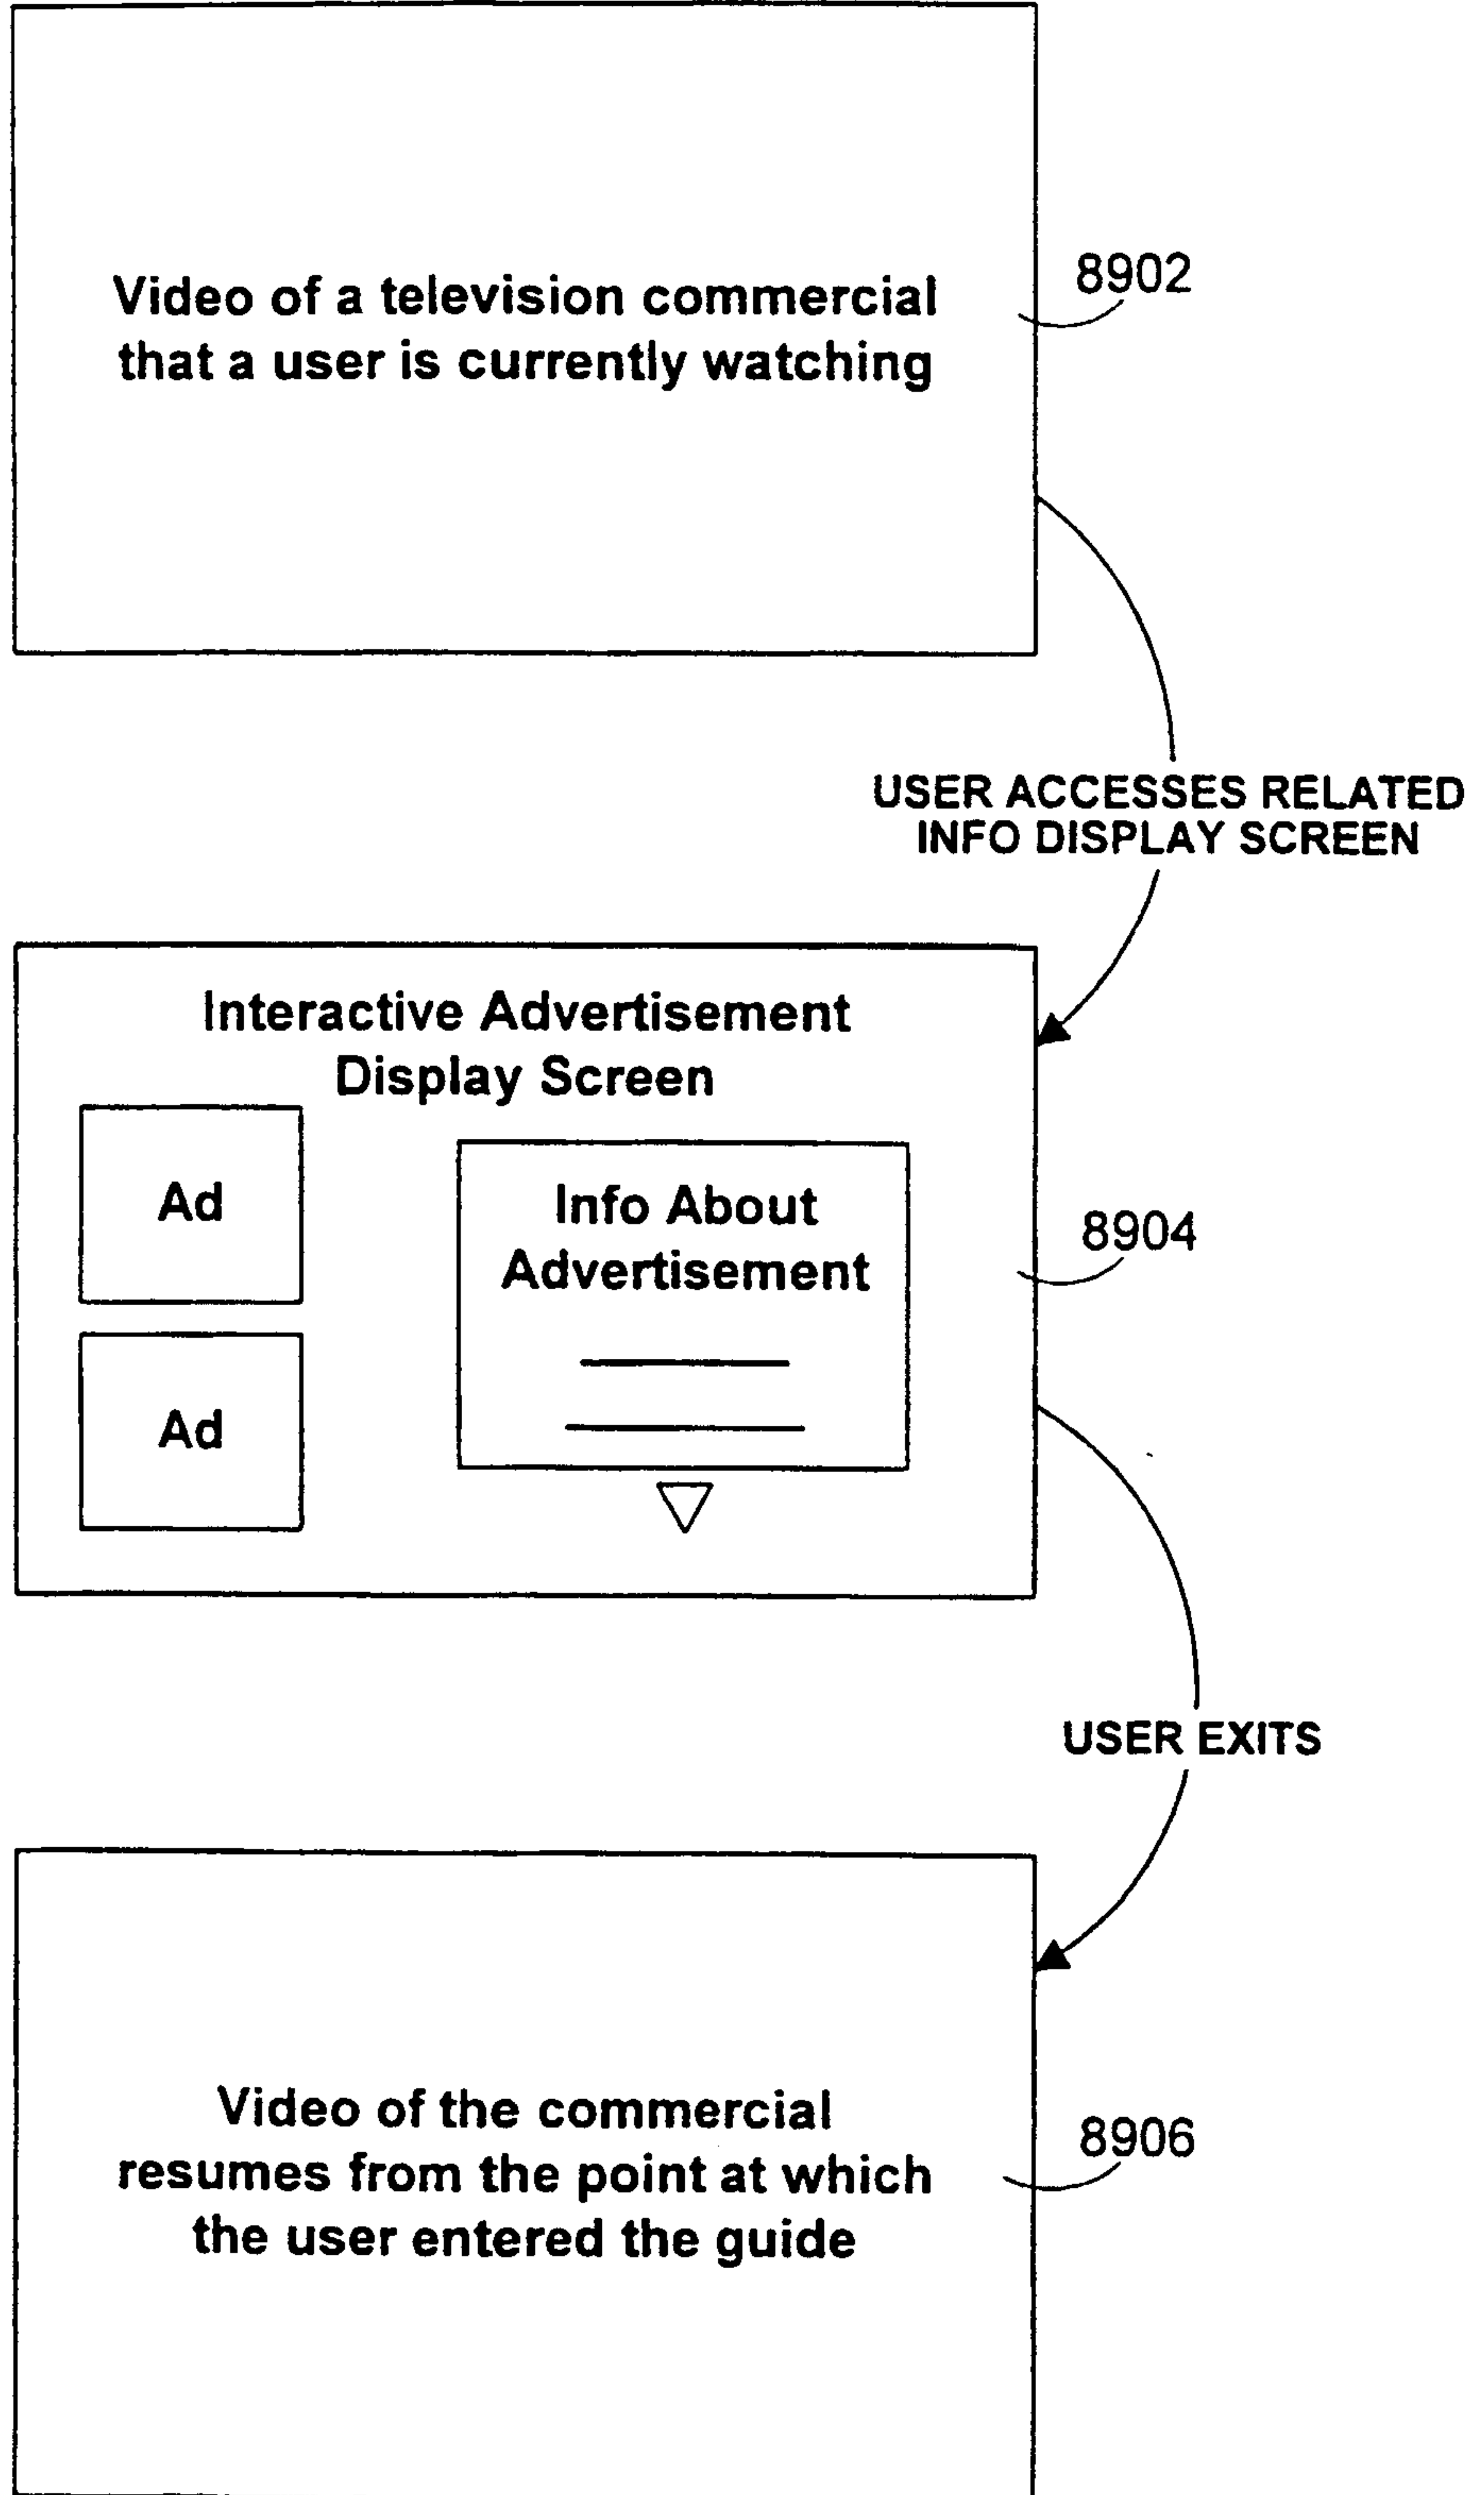 Video of a television commercial
that a user is currently watching
8902
USER ACCESSES RELATED
INFO DISPLAY SCREEN
Interactive Advertisement
Display Screen
Ad
Info About
Advertisement
8904
Ad
USER EXITS
Video of the commercial
resumes from the point at which
the user entered the guide
8906